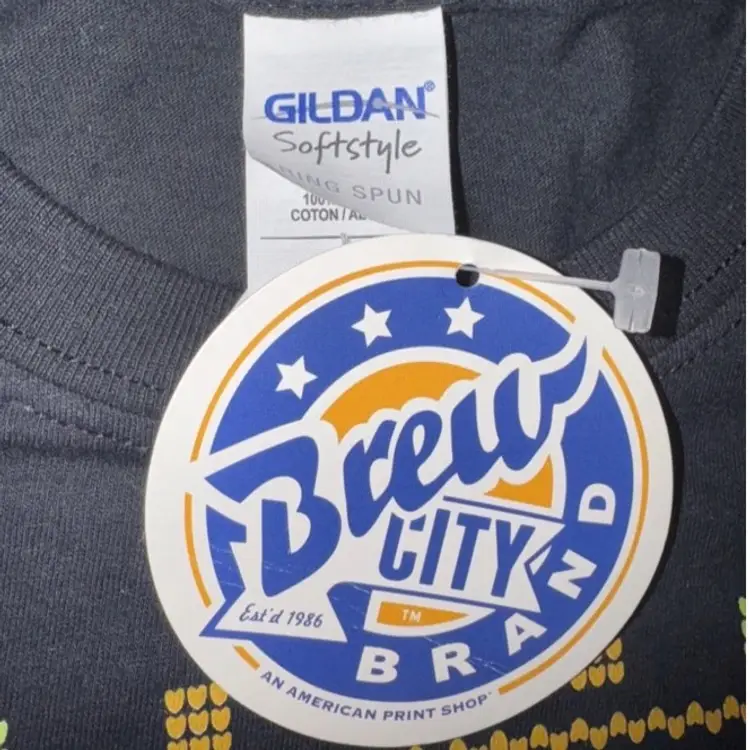 GILDAN®
Softstyle
RING SPUN
100
COTON / A
Brew
CITY
Est'd 1986
TM
BRAND
AN AMERICAN PRINT SHOP